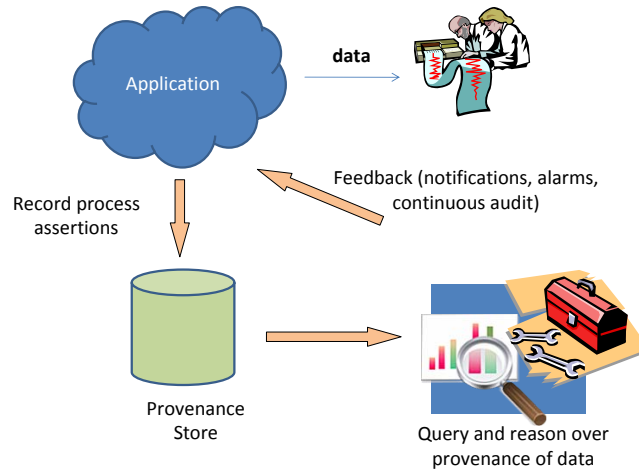 Application
data
Feedback (notifications, alarms,
continuous audit)
Record process
assertions
Provenance
Store
Query and reason over
provenance of data